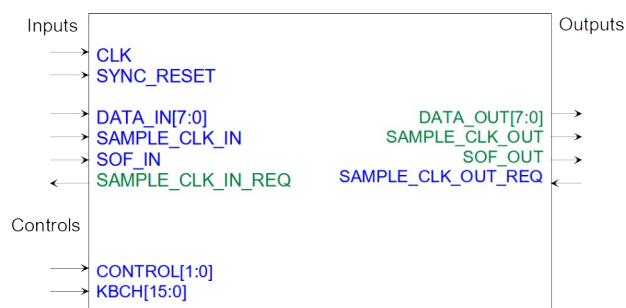 Inputs
Outputs
CLK
SYNC_RESET
DATA_IN[7:0]
SAMPLE_CLK_IN
SOF_IN
SAMPLE_CLK_IN_REQ
DATA_OUT[7:0]
SAMPLE_CLK_OUT
SOF_OUT
SAMPLE_CLK_OUT_REQ
Controls
CONTROL[1:0]
KBCH[15:0]